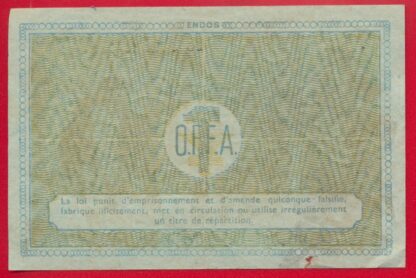 ENDOS
O.F.F.A.
La loi punit d'emprisonnement et d'amende quiconque falsifie,
fabrique illicitement, met en circulation ou utilise irrégulièrement
un titre de répartition.